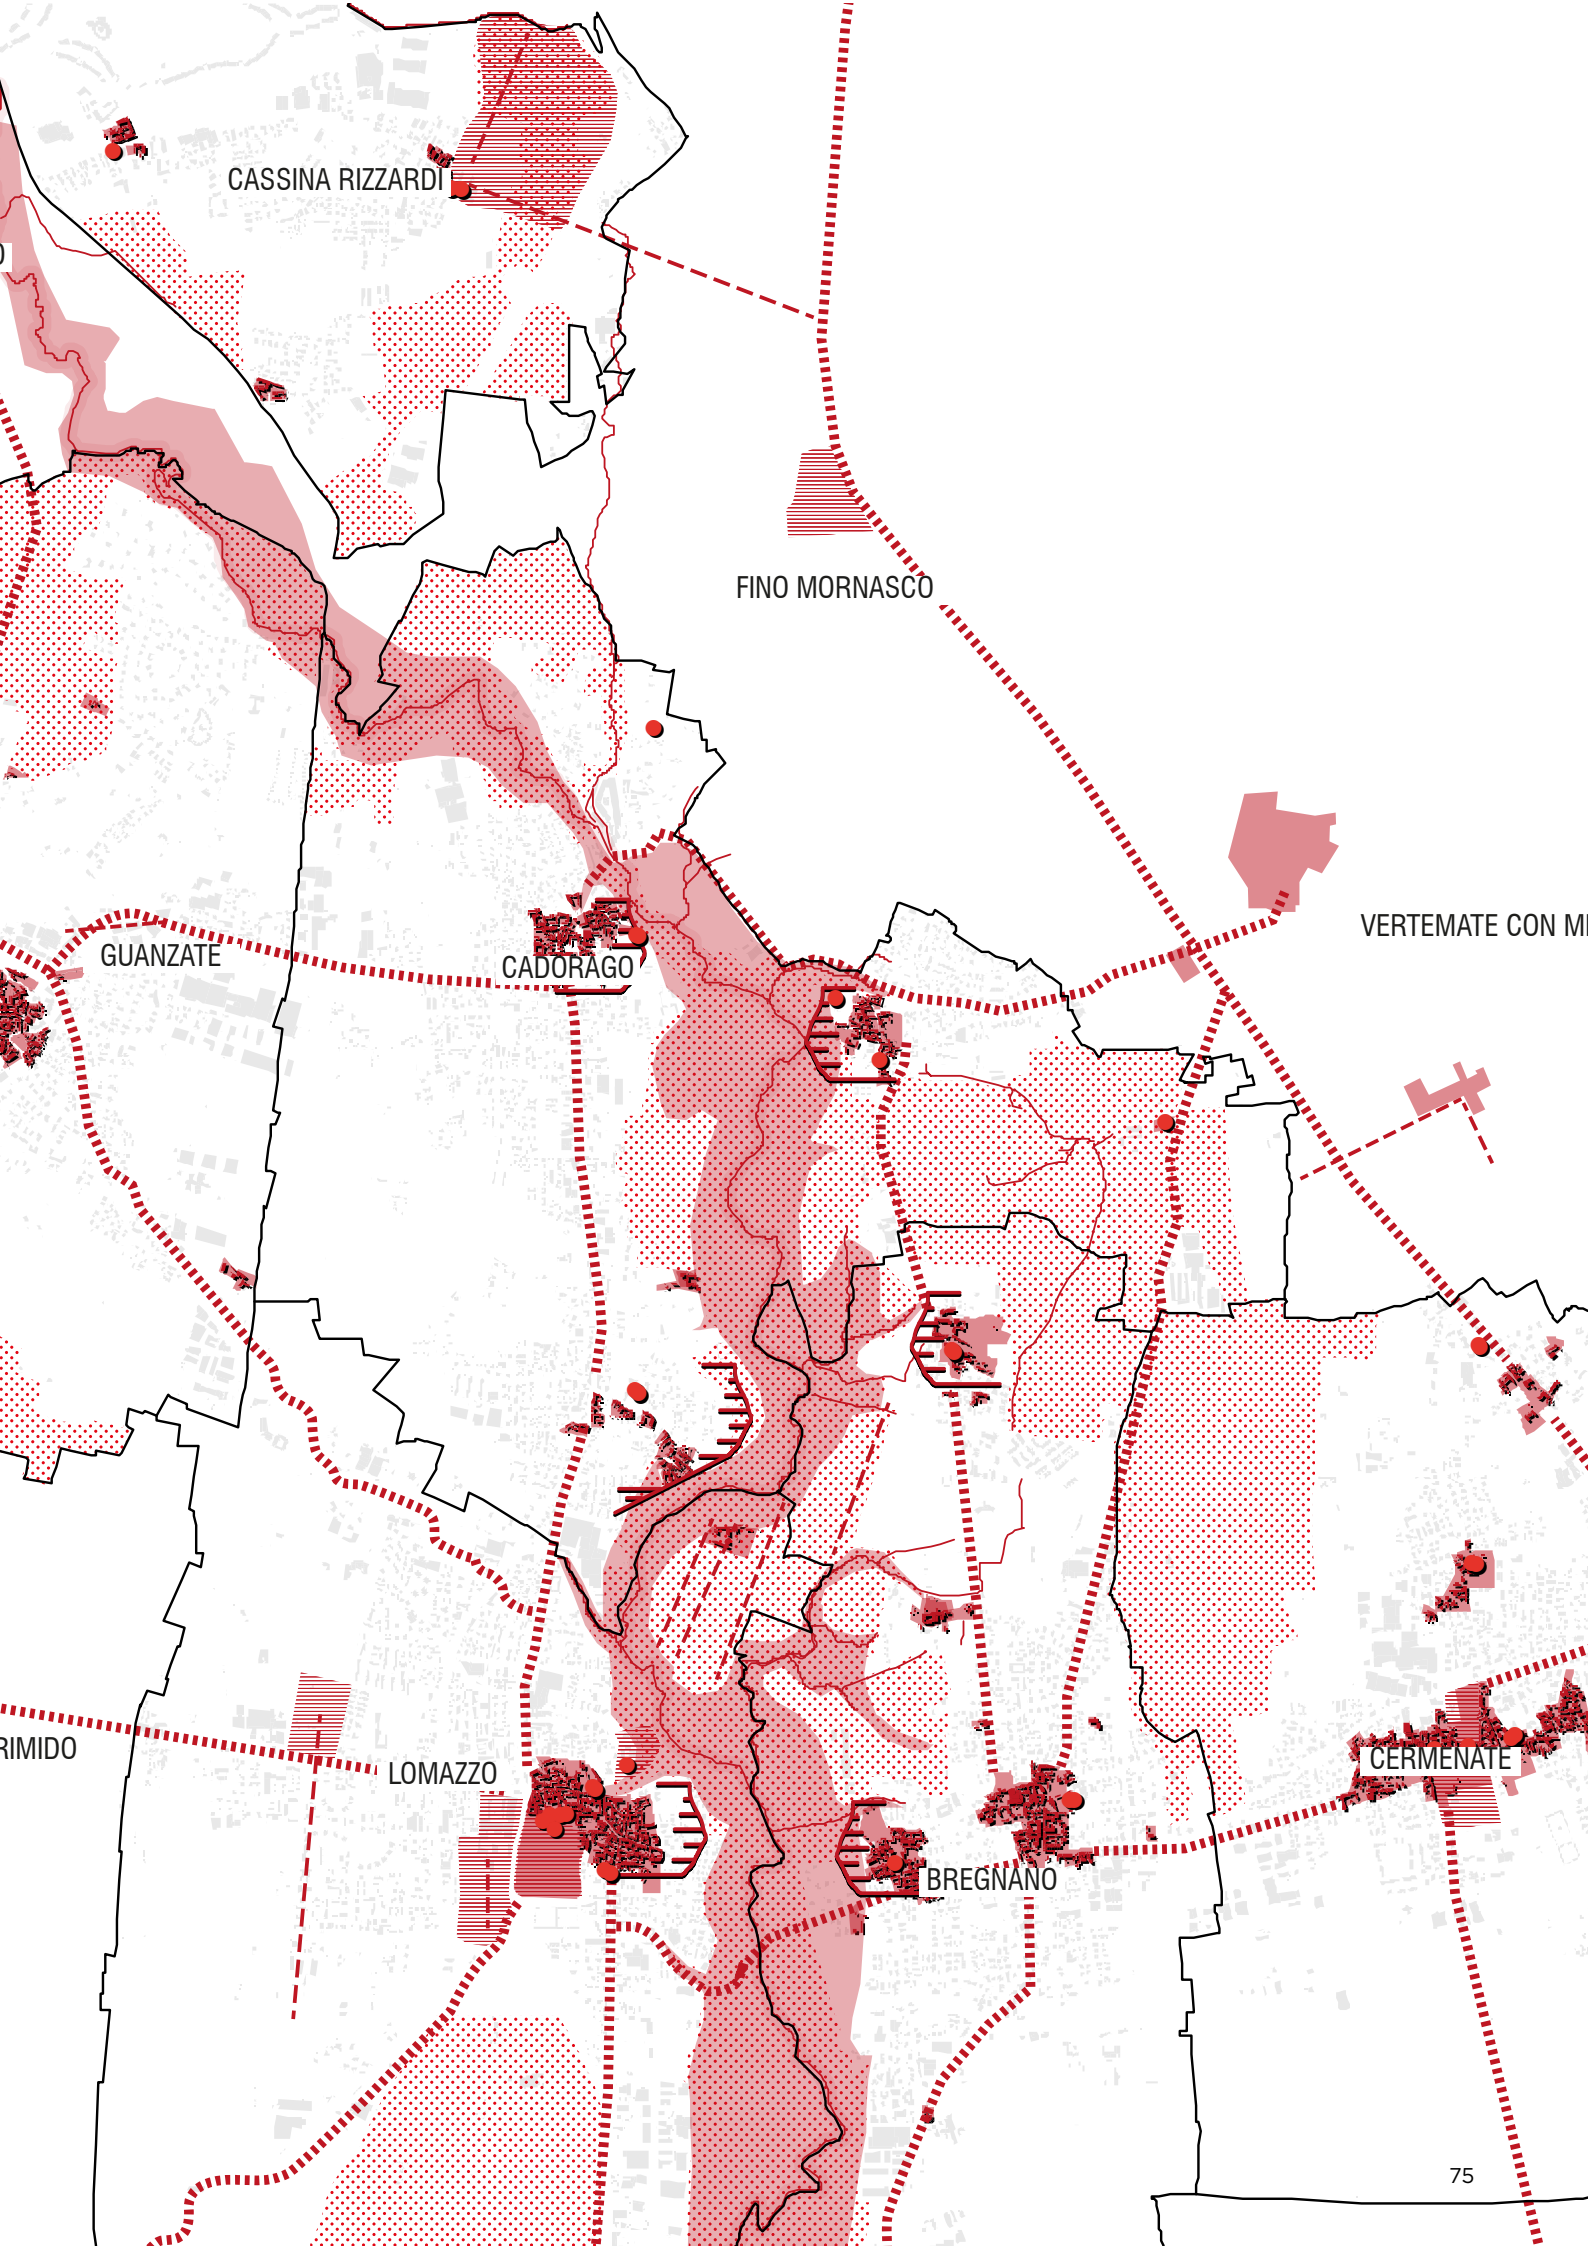 CASSINA RIZZARDI
O
FINO MORNASCO
VERTEMATE CON MI
GUANZATE
CADORAGO
RIMIDO
LOMAZZO
CERMENATE
BREGNANO
75